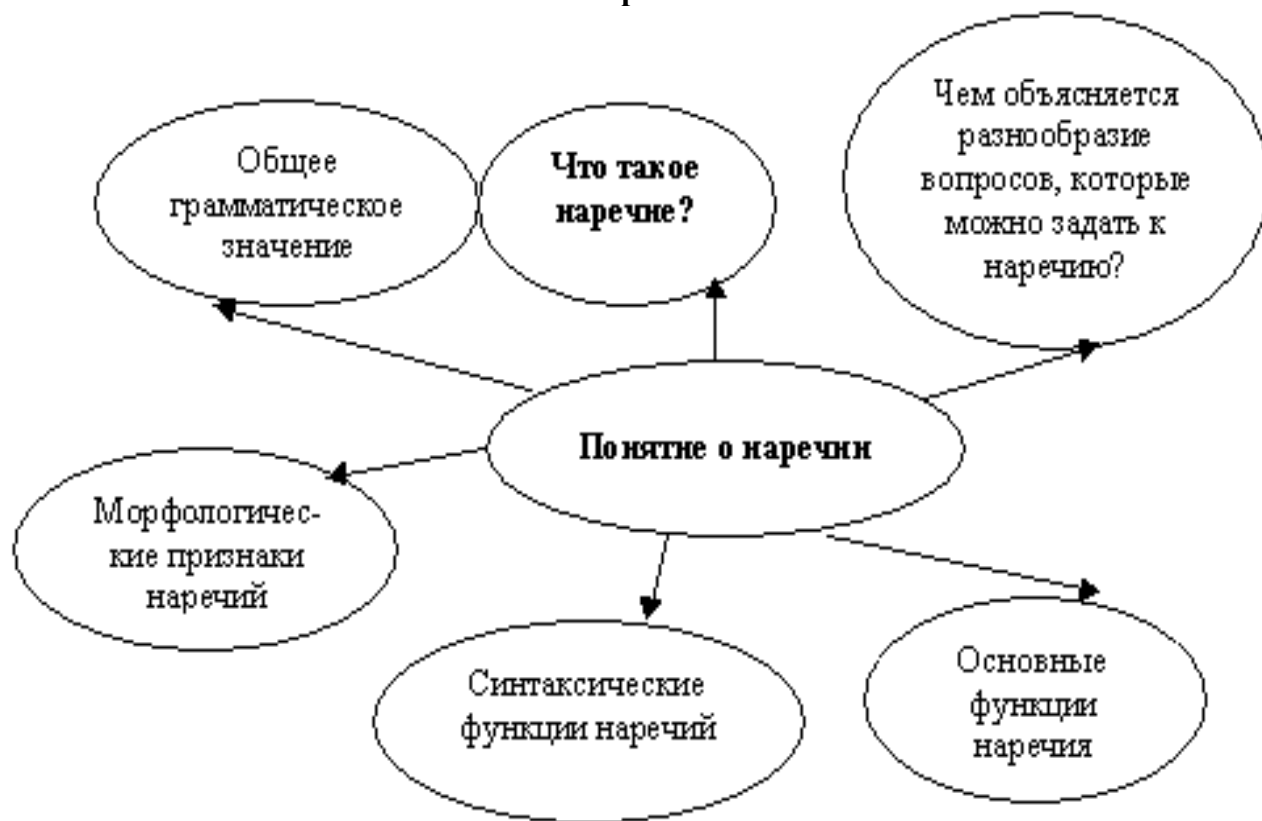 Общее
грамматическое
значение
Что такое
наречие?
Чем объясняется
разнообразие
вопросов, которые
можно задать к
наречию?
Понятие о наречии
Морфологичес-
кие признаки
наречий
Синтаксические
функции наречий
Основные
функции
наречия